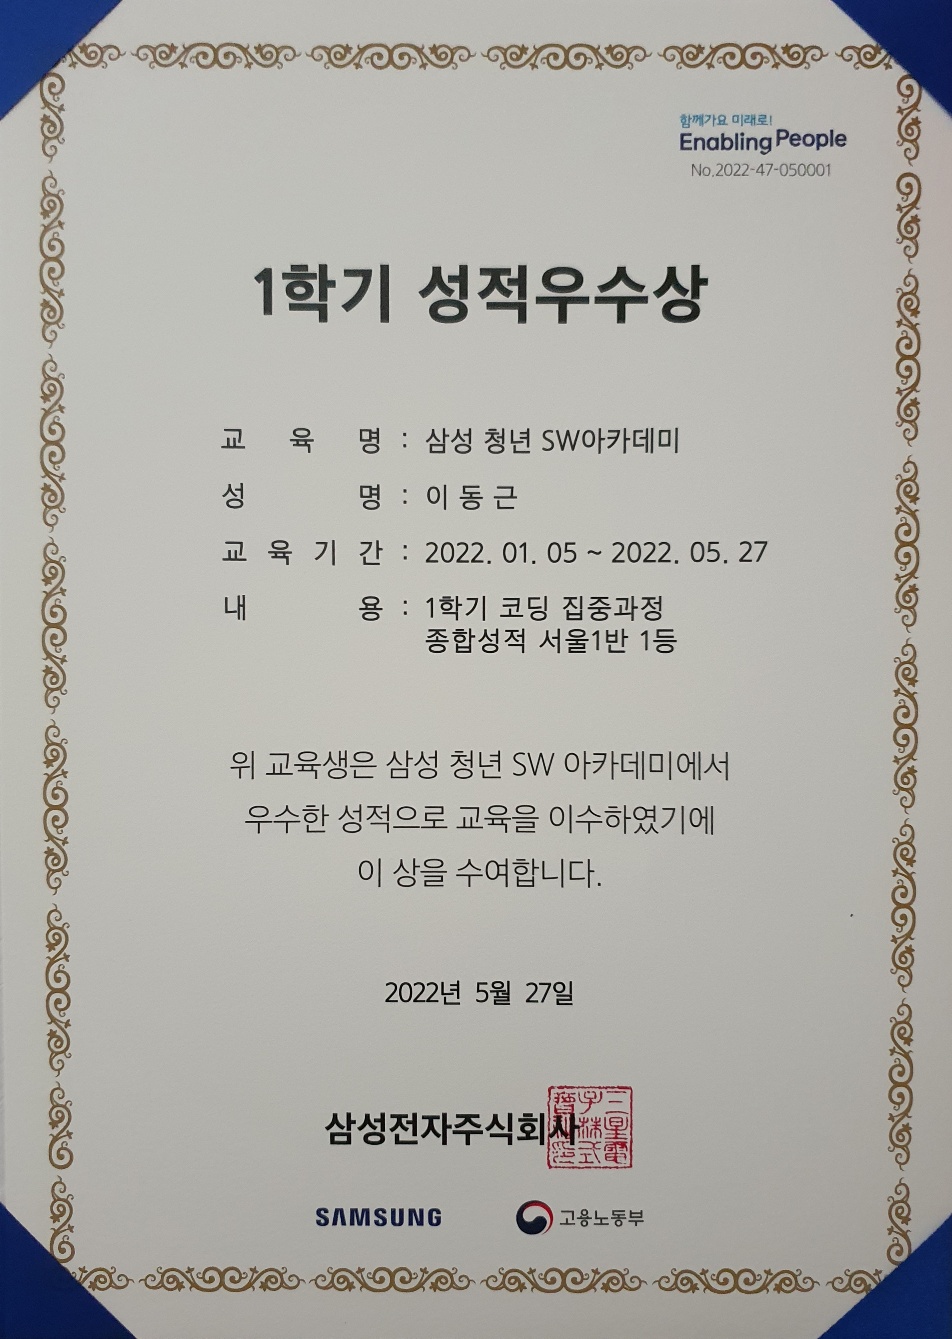 함께가요 미래로!
Enabling People
No.2022-47-050001
1학기 성적우수상
교 육 명 : 삼성 청년 SW아카데미
성 명 : 이 동 근
교 육 기 간 : 2022. 01. 05 ~ 2022. 05. 27
내 용 : 1학기 코딩 집중과정
종합성적 서울1반 1등
위 교육생은 삼성 청년 SW 아카데미에서
우수한 성적으로 교육을 이수하였기에
이 상을 수여합니다.
2022년 5월 27일
삼성전자주식회사
SAMSUNG 고용노동부